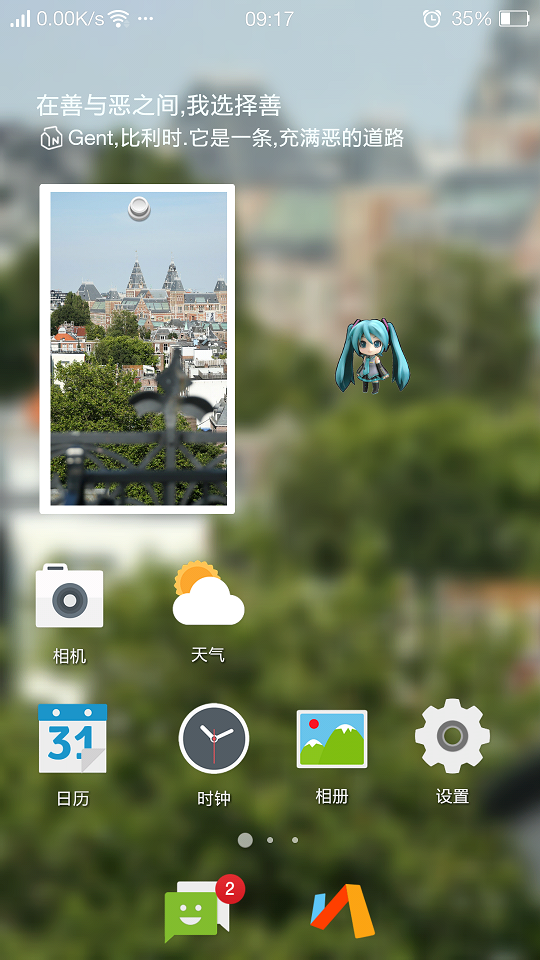 0.00K/s 09:17 35%
在善与恶之间,我选择善
Gent,比利时.它是一条,充满恶的道路
相机 天气
31
日历 时钟 相册 设置
2